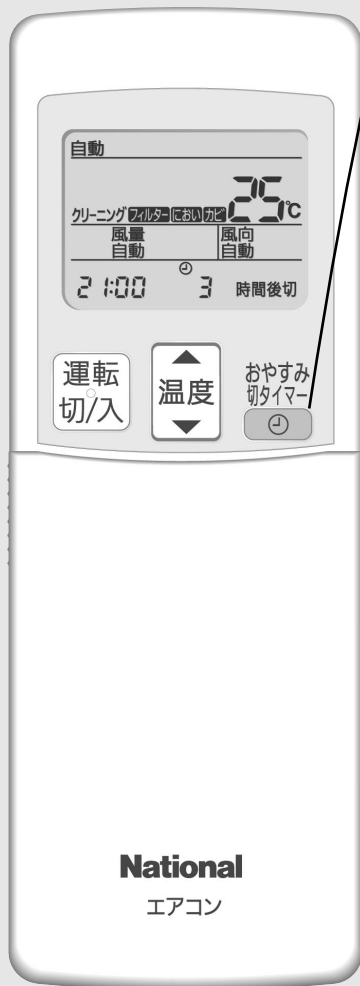 自動
25℃
クリーニング フィルター におい カビ
風量 風向
自動 自動
21:00 3 時間後切
運転
切/入
温度
おやすみ
切タイマー
National
エアコン